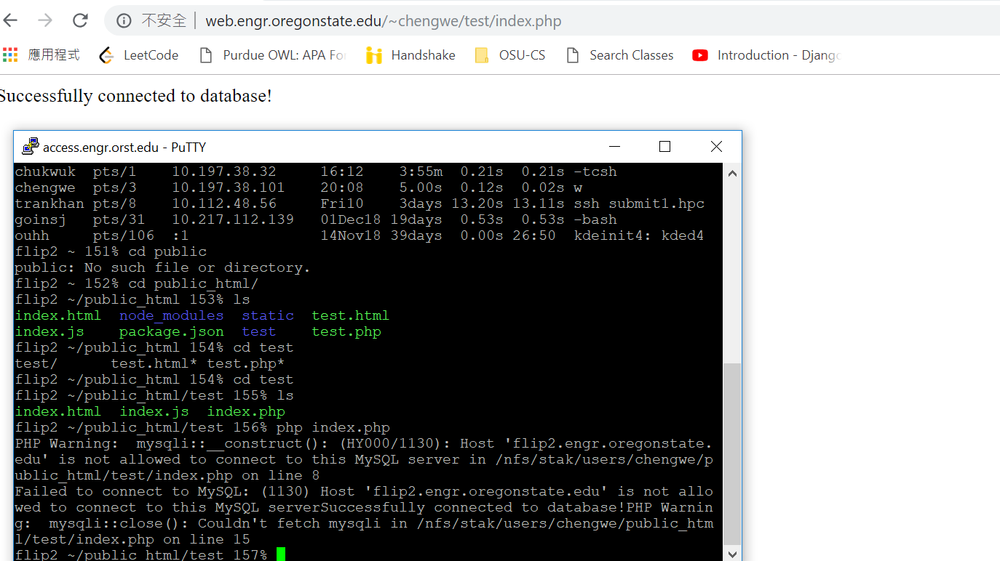 不安全 | web.engr.oregonstate.edu/~chengwe/test/index.php
應用程式 LeetCode Purdue OWL: APA For Handshake OSU-CS Search Classes Introduction - Django
Successfully connected to database!
access.engr.orst.edu - PuTTY
chukwuk pts/1 10.197.38.32 16:12 3:55m 0.21s 0.21s -tcsh
chengwe pts/3 10.197.38.101 20:08 5.00s 0.12s 0.02s w
trankhan pts/8 10.112.48.56 Fri10 3days 13.20s 13.11s ssh submit1.hpc
goinsj pts/31 10.217.112.139 01Dec18 19days 0.53s 0.53s -bash
ouhh pts/106 :1 14Nov18 39days 0.00s 26:50 kdeinit4: kded4
flip2 ~ 151% cd public
public: No such file or directory.
flip2 ~ 152% cd public_html/
flip2 ~/public_html 153% ls
index.html node_modules static test.html
index.js package.json test test.php
flip2 ~/public_html 154% cd test
test/ test.html* test.php*
flip2 ~/public_html 154% cd test
flip2 ~/public_html/test 155% ls
index.html index.js index.php
flip2 ~/public_html/test 156% php index.php
PHP Warning:  mysqli::__construct(): (HY000/1130): Host 'flip2.engr.oregonstate.
edu' is not allowed to connect to this MySQL server in /nfs/stak/users/chengwe/p
ublic_html/test/index.php on line 8
Failed to connect to MySQL: (1130) Host 'flip2.engr.oregonstate.edu' is not allo
wed to connect to this MySQL serverSuccessfully connected to database!PHP Warnin
g:  mysqli::close(): Couldn't fetch mysqli in /nfs/stak/users/chengwe/public_htm
l/test/index.php on line 15
flip2 ~/public_html/test 157%